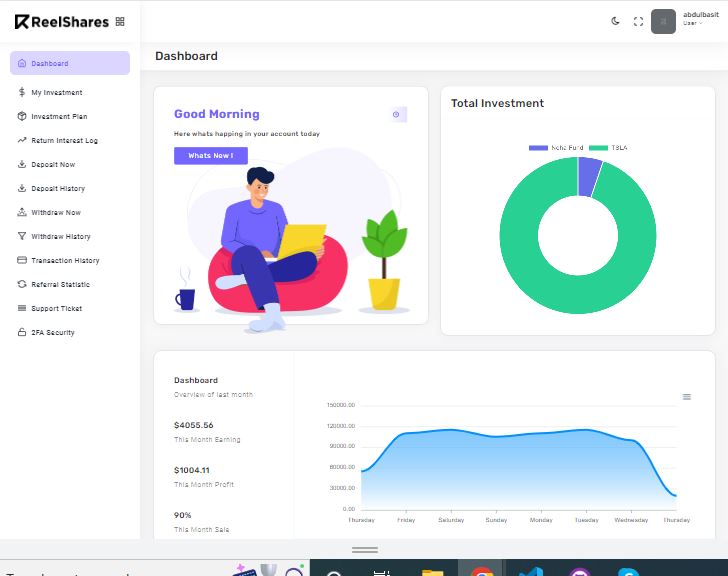 ReelShares
abdulbasit
User
Dashboard
Dashboard
My Investment
Investment Plan
Return Interest Log
Deposit Now
Deposit History
Withdraw Now
Withdraw History
Transaction History
Referral Statistic
Support Ticket
2FA Security
Good Morning
Here whats happing in your account today
Whats New !
Total Investment
Neha Fund
TSLA
Dashboard
Overview of last month
$4055.56
This Month Earning
$1004.11
This Month Profit
90%
This Month Sale
150000.00
120000.00
90000.00
60000.00
30000.00
0.00
Thursday Friday Saturday Sunday Monday Tuesday Wednesday Thursday